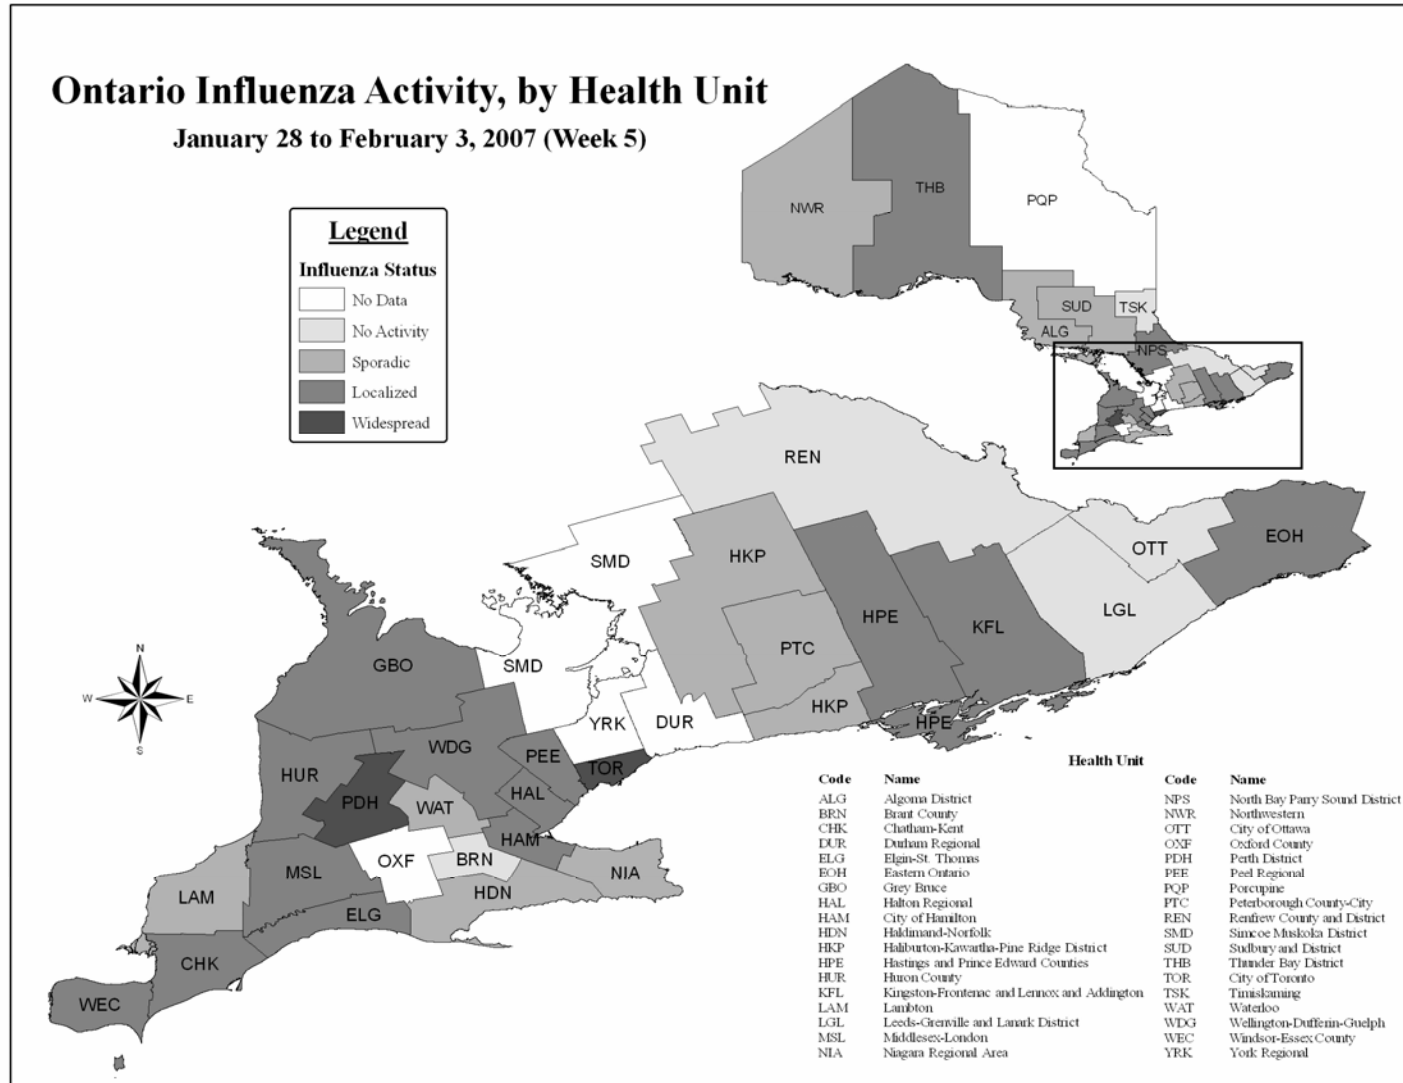 Ontario Influenza Activity, by Health Unit
January 28 to February 3, 2007 (Week 5)
Legend
Influenza Status
No Data
No Activity
Sporadic
Localized
Widespread
NWR
THB
PQP
SUD
TSK
ALG
NPS
REN
SMD
HKP
OTT
EOH
HPE
KFL
LGL
PTC
GBO
SMD
YRK
DUR
HKP
HPE
WDG
PEE
TOR
HUR
PDH
WAT
HAL
HAM
OXF
BRN
MSL
NIA
HDN
LAM
ELG
CHK
WEC
N
W E
S
Health Unit
Code Name Code Name
ALG Algoma District NPS North Bay Parry Sound District
BRN Brant County NWR Northwestern
CHK Chatham-Kent OTT City of Ottawa
DUR Durham Regional OXF Oxford County
ELG Elgin-St. Thomas PDH Perth District
EOH Eastern Ontario PEE Peel Regional
GBO Grey Bruce PQP Porcupine
HAL Halton Regional PTC Peterborough County-City
HAM City of Hamilton REN Renfrew County and District
HDN Haldimand-Norfolk SMD Simcoe Muskoka District
HKP Haliburton-Kawartha-Pine Ridge District SUD Sudbury and District
HPE Hastings and Prince Edward Counties THB Thunder Bay District
HUR Huron County TOR City of Toronto
KFL Kingston-Frontenac and Lennox and Addington TSK Timiskaming
LAM Lambton WAT Waterloo
LGL Leeds-Grenville and Lanark District WDG Wellington-Dufferin-Guelph
MSL Middlesex-London WEC Windsor-Essex County
NIA Niagara Regional Area YRK York Regional